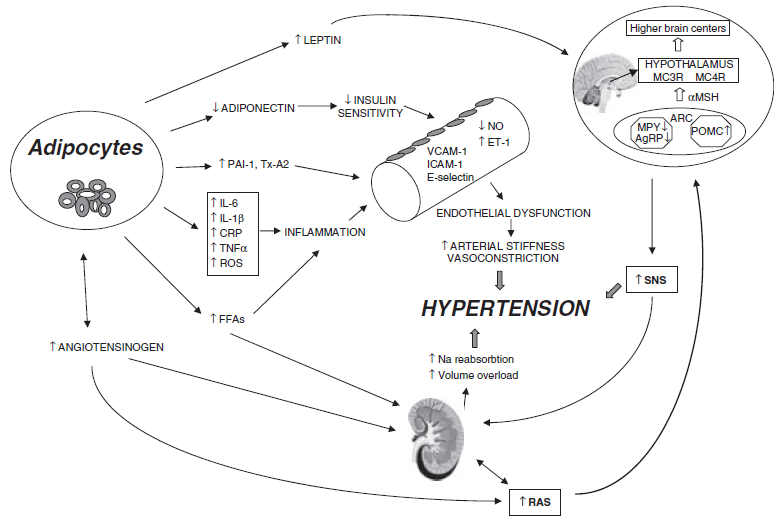 ↑ LEPTIN
Higher brain centers
HYPOTHALAMUS
MC3R MC4R
αMSH
ARC
MPY↓
AgRP↓
POMC↑
↓ ADIPONECTIN
↓ INSULIN
SENSITIVITY
↓ NO
↑ ET-1
VCAM-1
ICAM-1
E-selectin
Adipocytes
↑ PAI-1, Tx-A2
↑ IL-6
↑ IL-1β
↑ CRP
↑ TNFα
↑ ROS
INFLAMMATION
ENDOTHELIAL DYSFUNCTION
↑ ARTERIAL STIFFNESS
VASOCONSTRICTION
↑ SNS
HYPERTENSION
↑ FFAs
↑ ANGIOTENSINOGEN
↑ Na reabsorbtion
↑ Volume overload
↑ RAS